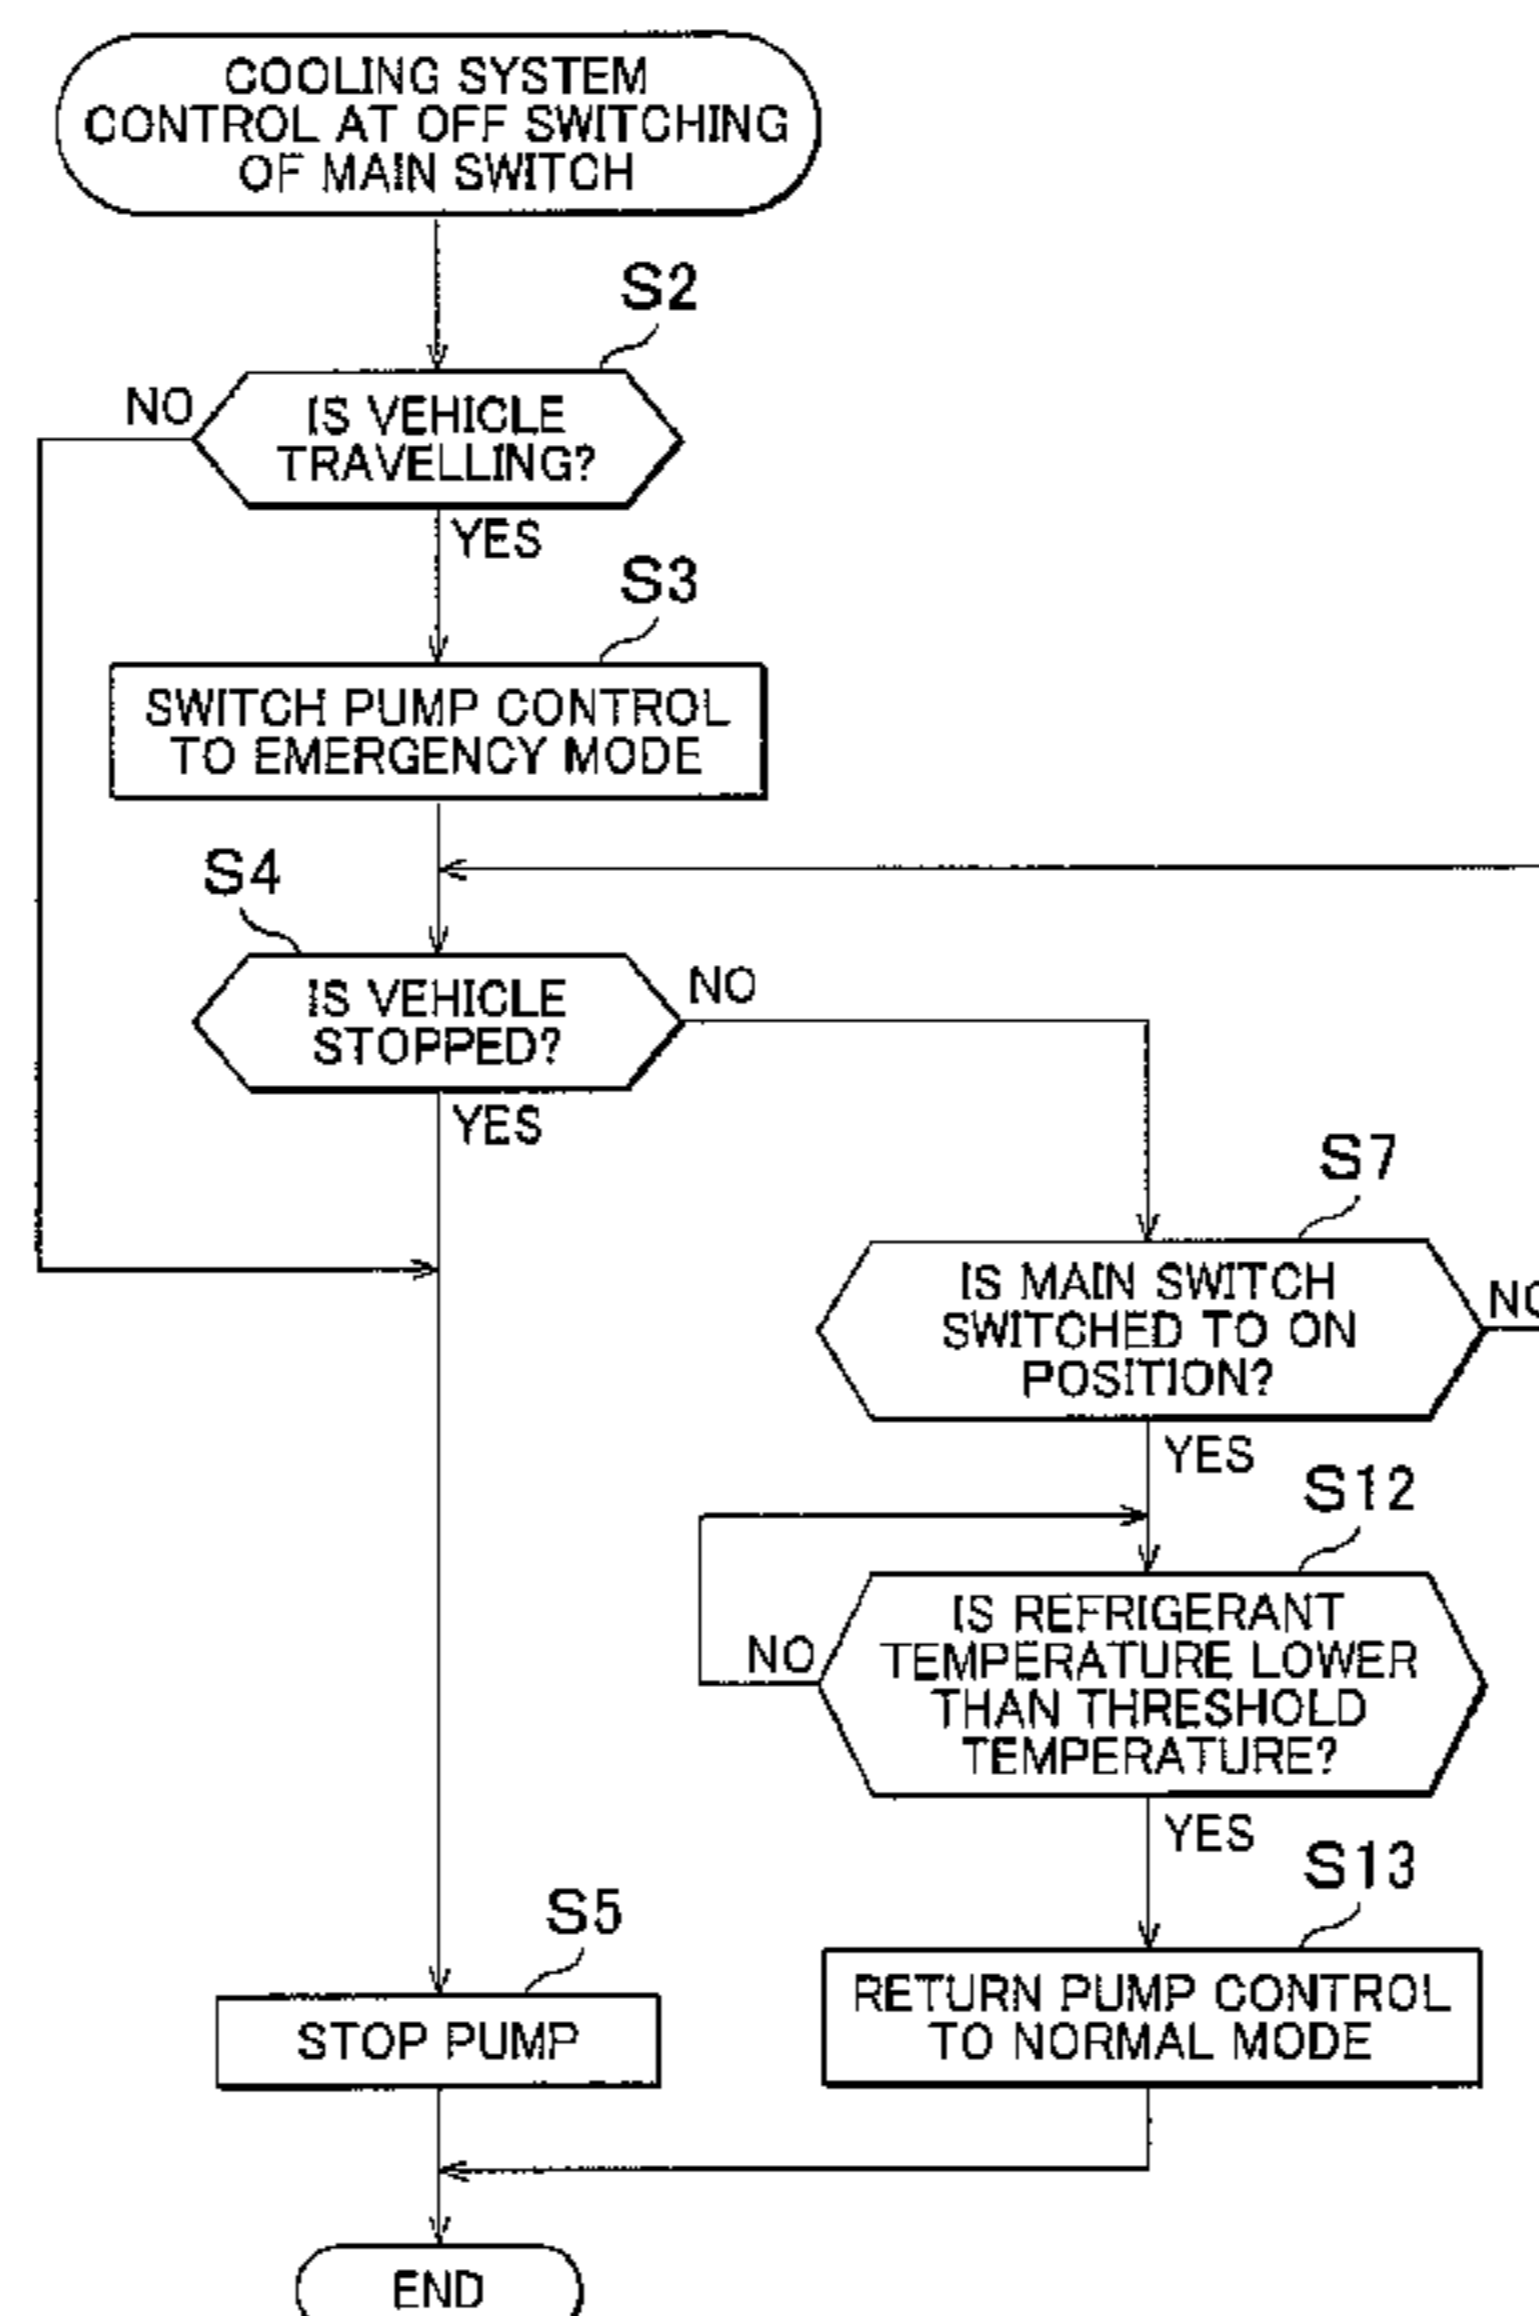 COOLING SYSTEM
CONTROL AT OFF SWITCHING
OF MAIN SWITCH
S2
NO
IS VEHICLE
TRAVELLING?
YES
S3
SWITCH PUMP CONTROL
TO EMERGENCY MODE
S4
IS VEHICLE
STOPPED?
NO
YES
S7
IS MAIN SWITCH
SWITCHED TO ON
POSITION?
NO
YES
S12
IS REFRIGERANT
TEMPERATURE LOWER
THAN THRESHOLD
TEMPERATURE?
NO
YES
S13
RETURN PUMP CONTROL
TO NORMAL MODE
S5
STOP PUMP
END